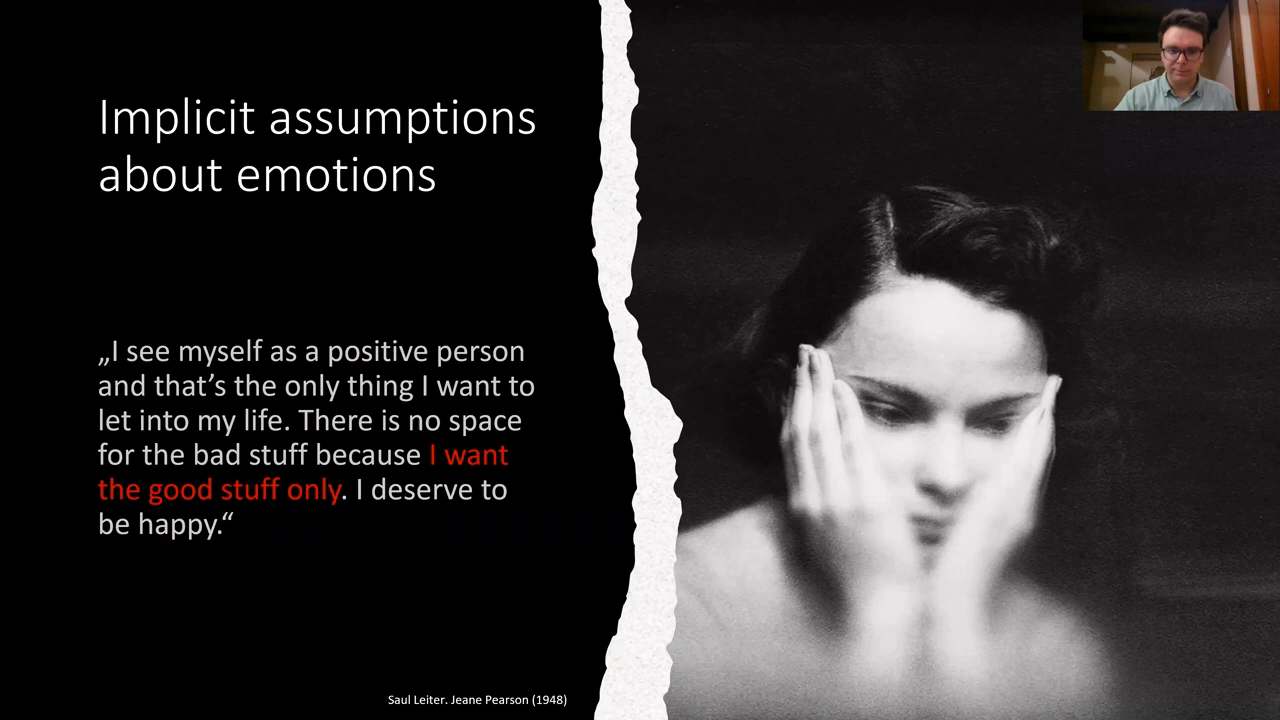 Implicit assumptions
about emotions
„I see myself as a positive person
and that’s the only thing I want to
let into my life. There is no space
for the bad stuff because I want
the good stuff only. I deserve to
be happy.“
Saul Leiter. Jeane Pearson (1948)